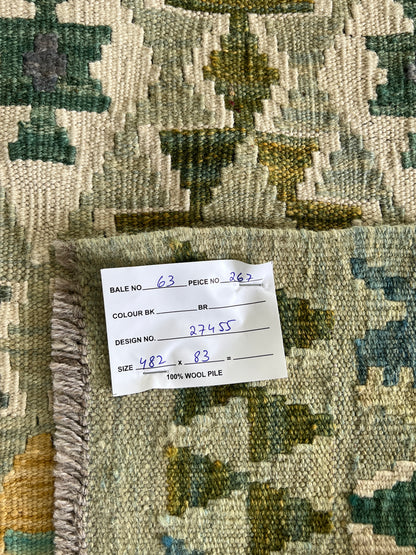 BALE NO. 63 PEICE NO 267
COLOUR BK. BR
DESIGN NO. 27455
SIZE 482 x 83 =
100% WOOL PILE